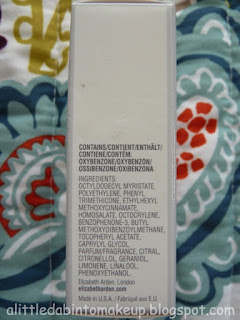 CONTAINS/CONTIENT/ENTHÄLT/
CONTIENE/CONTÉM:
OXYBENZONE/OXYBENZON/
OSSIBENZONE/OXIBENZONA
INGREDIENTS:
OCTYLDODECYL MYRISTATE,
POLYETHYLENE, PHENYL
TRIMETHICONE, ETHYLHEXYL
METHOXYCINNAMATE,
HOMOSALATE, OCTOCRYLENE,
BENZOPHENONE-3, BUTYL
METHOXYDIBENZOYLMETHANE,
TOCOPHERYL ACETATE,
CAPRYLYL GLYCOL,
PARFUM/FRAGRANCE, CITRAL,
CITRONELLOL, GERANIOL,
LIMONENE, LINALOOL,
PHENOXYETHANOL
Elizabeth Arden, London
elizabetharden.com
Made in U.S.A. / Fabriqué aux É.U.
alittledabintomakeup.blogspot.com